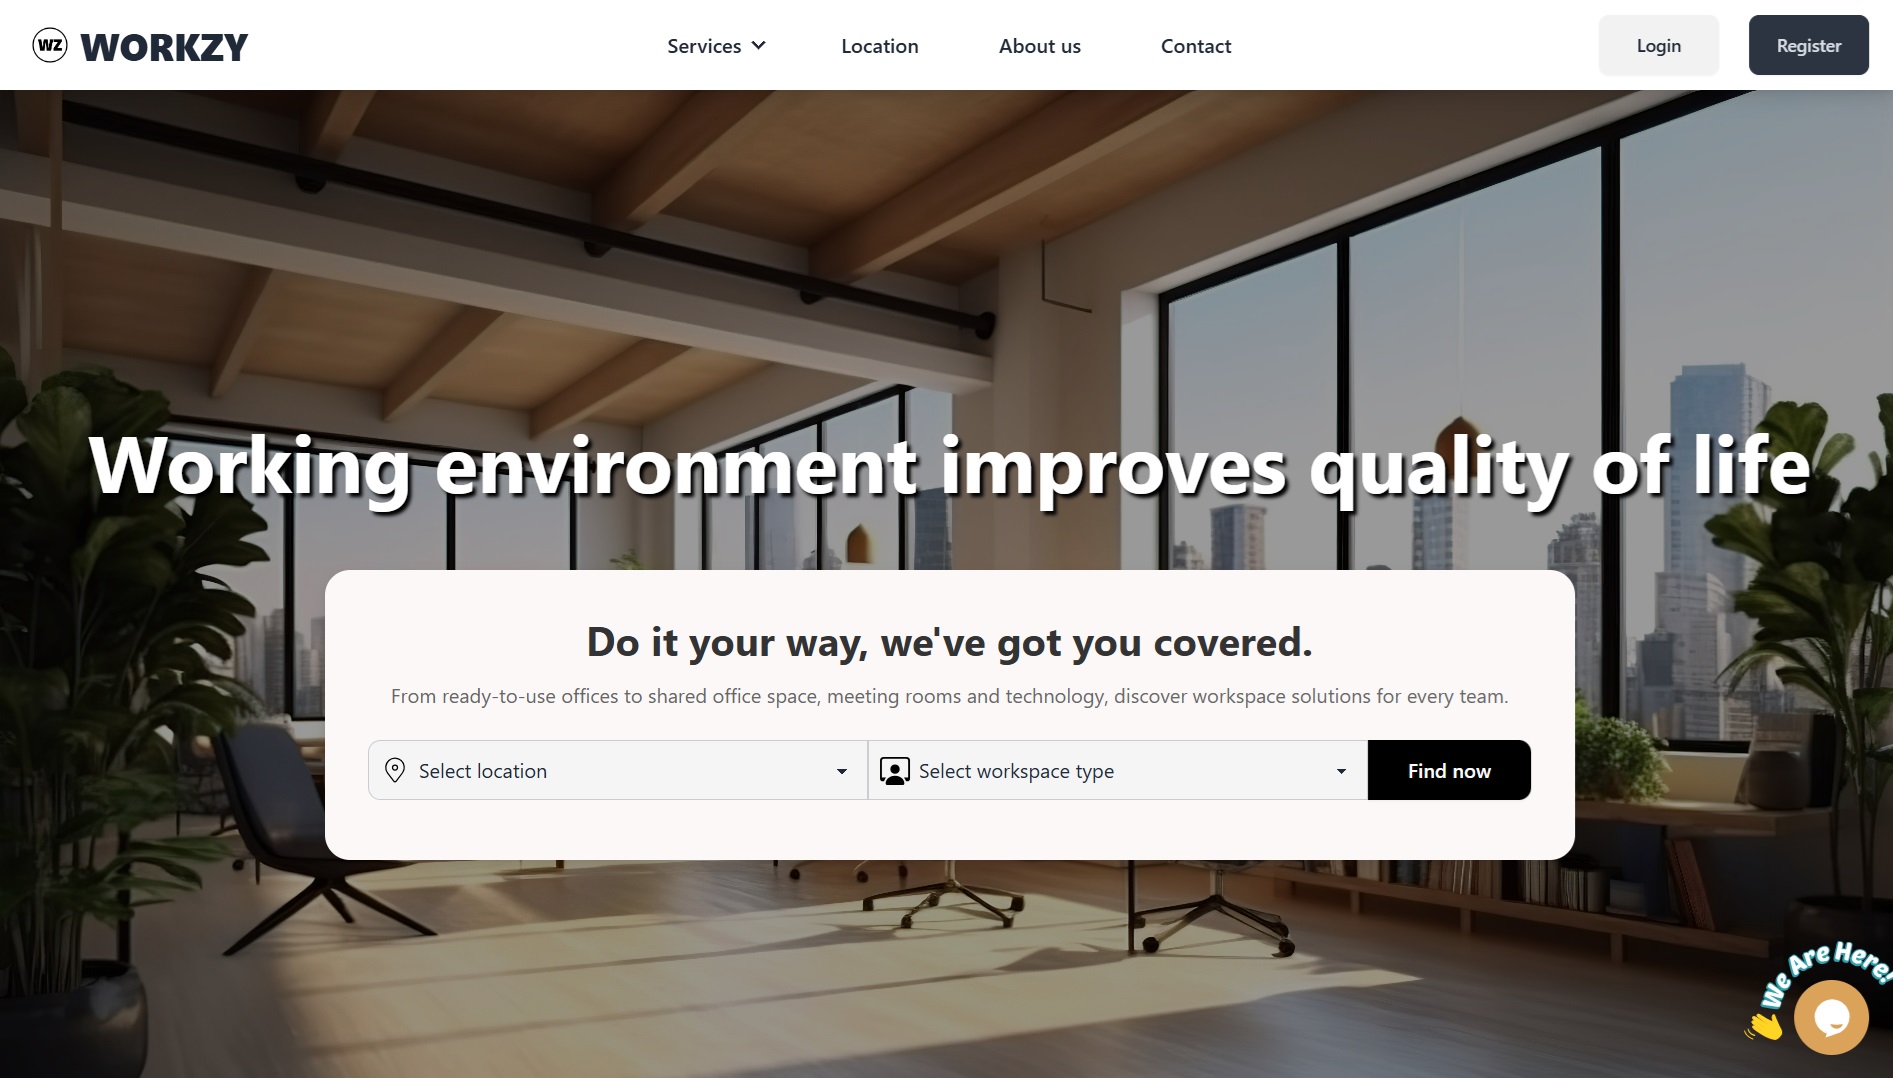 WZ WORKZY
Services
Location
About us
Contact
Login
Register
Working environment improves quality of life
Do it your way, we've got you covered.
From ready-to-use offices to shared office space, meeting rooms and technology, discover workspace solutions for every team.
Select location
Select workspace type
Find now
We Are Here!